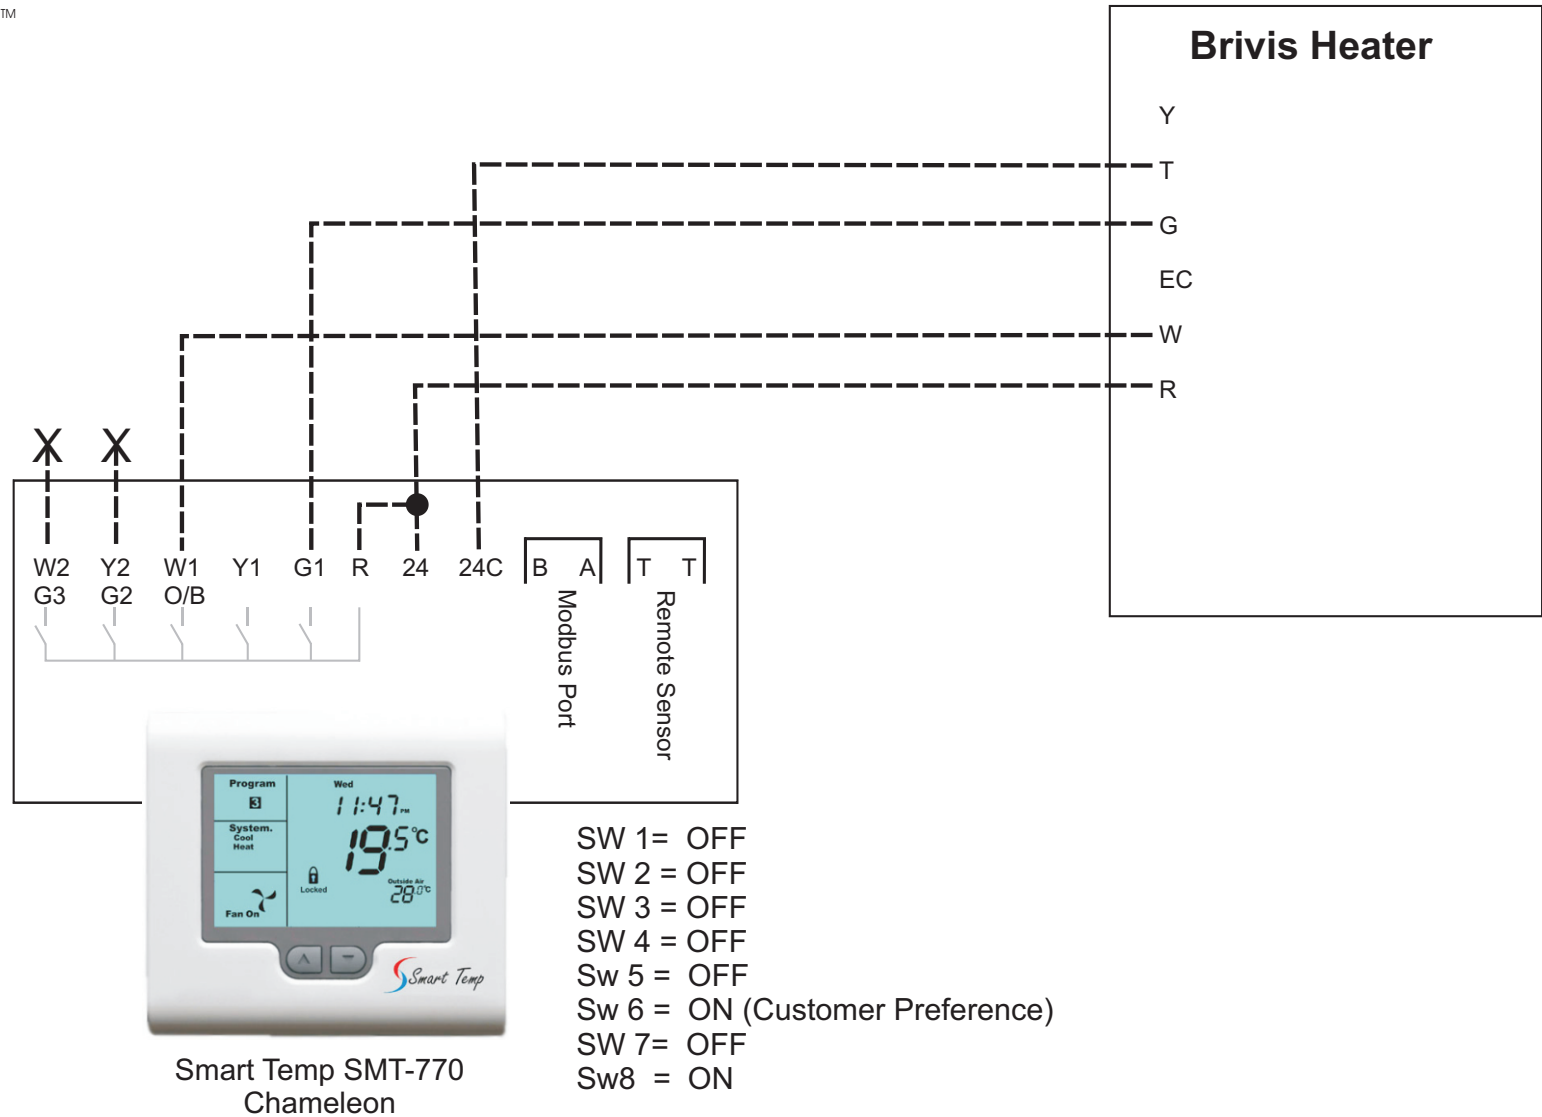 TM
Brivis Heater
Y
T
G
EC
W
R
X X
W2 Y2 W1 Y1 G1 R 24 24C B A T T
G3 G2 O/B
Modbus Port
Remote Sensor
Program
3
Wed
11:47 PM
System.
Cool
Heat
19.5°C
Locked
Outside Air
28.0°C
Fan On
Smart Temp
SW 1= OFF
SW 2 = OFF
SW 3 = OFF
SW 4 = OFF
Sw 5 = OFF
Sw 6 = ON (Customer Preference)
SW 7= OFF
Sw8 = ON
Smart Temp SMT-770
Chameleon